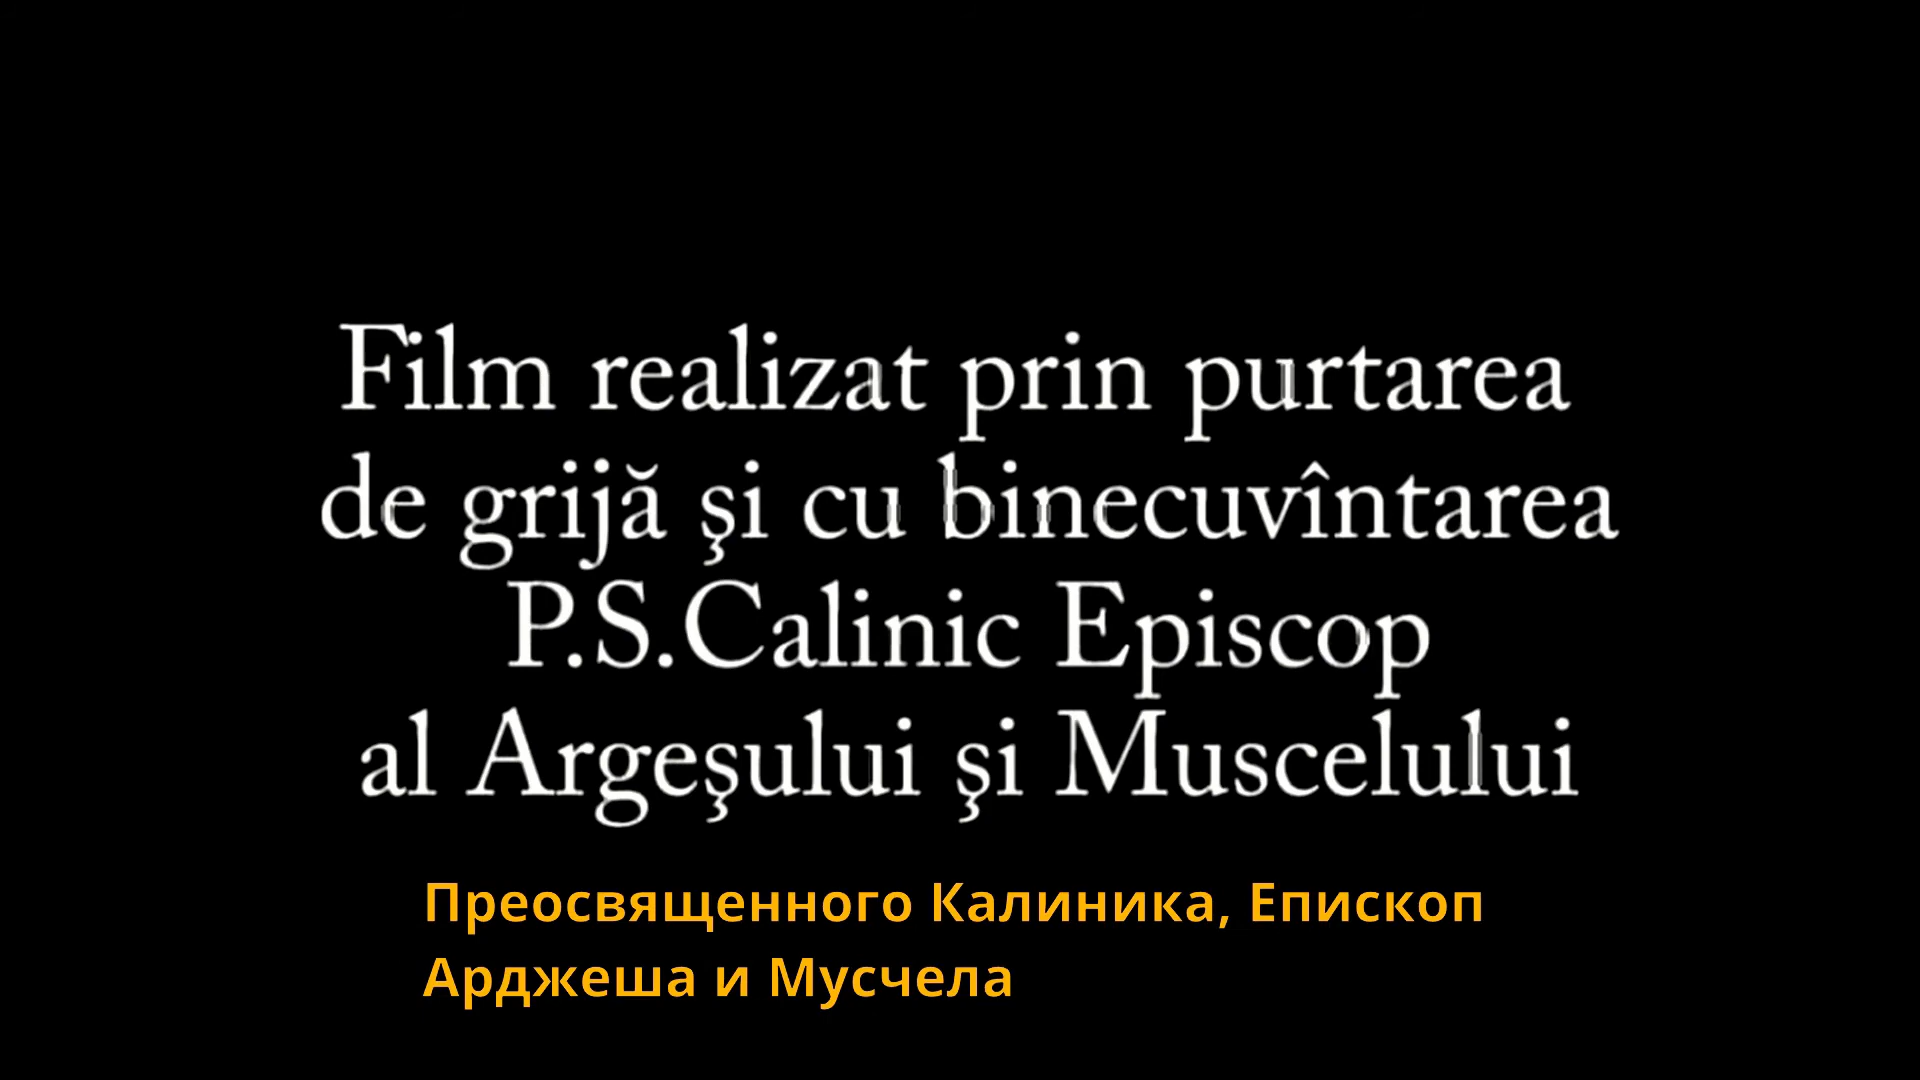 Film realizat prin purtarea
de grijă şi cu binecuvîntarea
P.S.Calinic Episcop
al Argeşului şi Muscelului
Преосвященного Калиника, Епископ
Арджеша и Мусчела